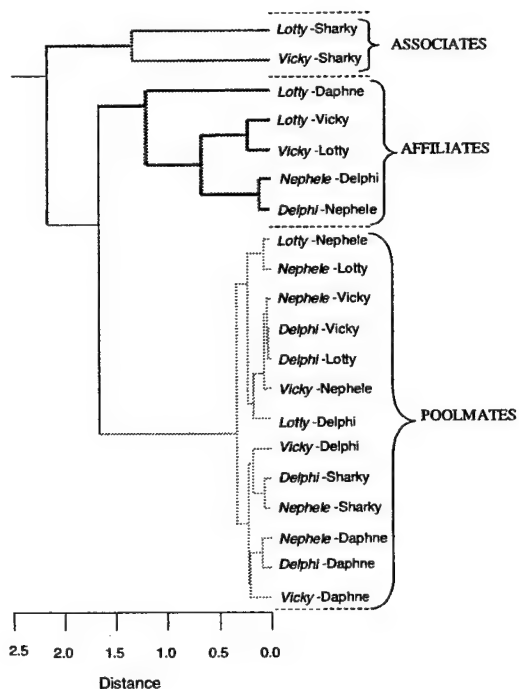 Lotty -Sharky
Vicky -Sharky
ASSOCIATES
Lotty -Daphne
Lotty -Vicky
Vicky -Lotty
AFFILIATES
Nephele -Delphi
Delphi -Nephele
Lotty -Nephele
Nephele -Lotty
Nephele -Vicky
Delphi -Vicky
Delphi -Lotty
Vicky -Nephele
Lotty -Delphi
POOLMATES
Vicky -Delphi
Delphi -Sharky
Nephele -Sharky
Nephele -Daphne
Delphi -Daphne
Vicky -Daphne
2.5 2.0 1.5 1.0 0.5 0.0
Distance